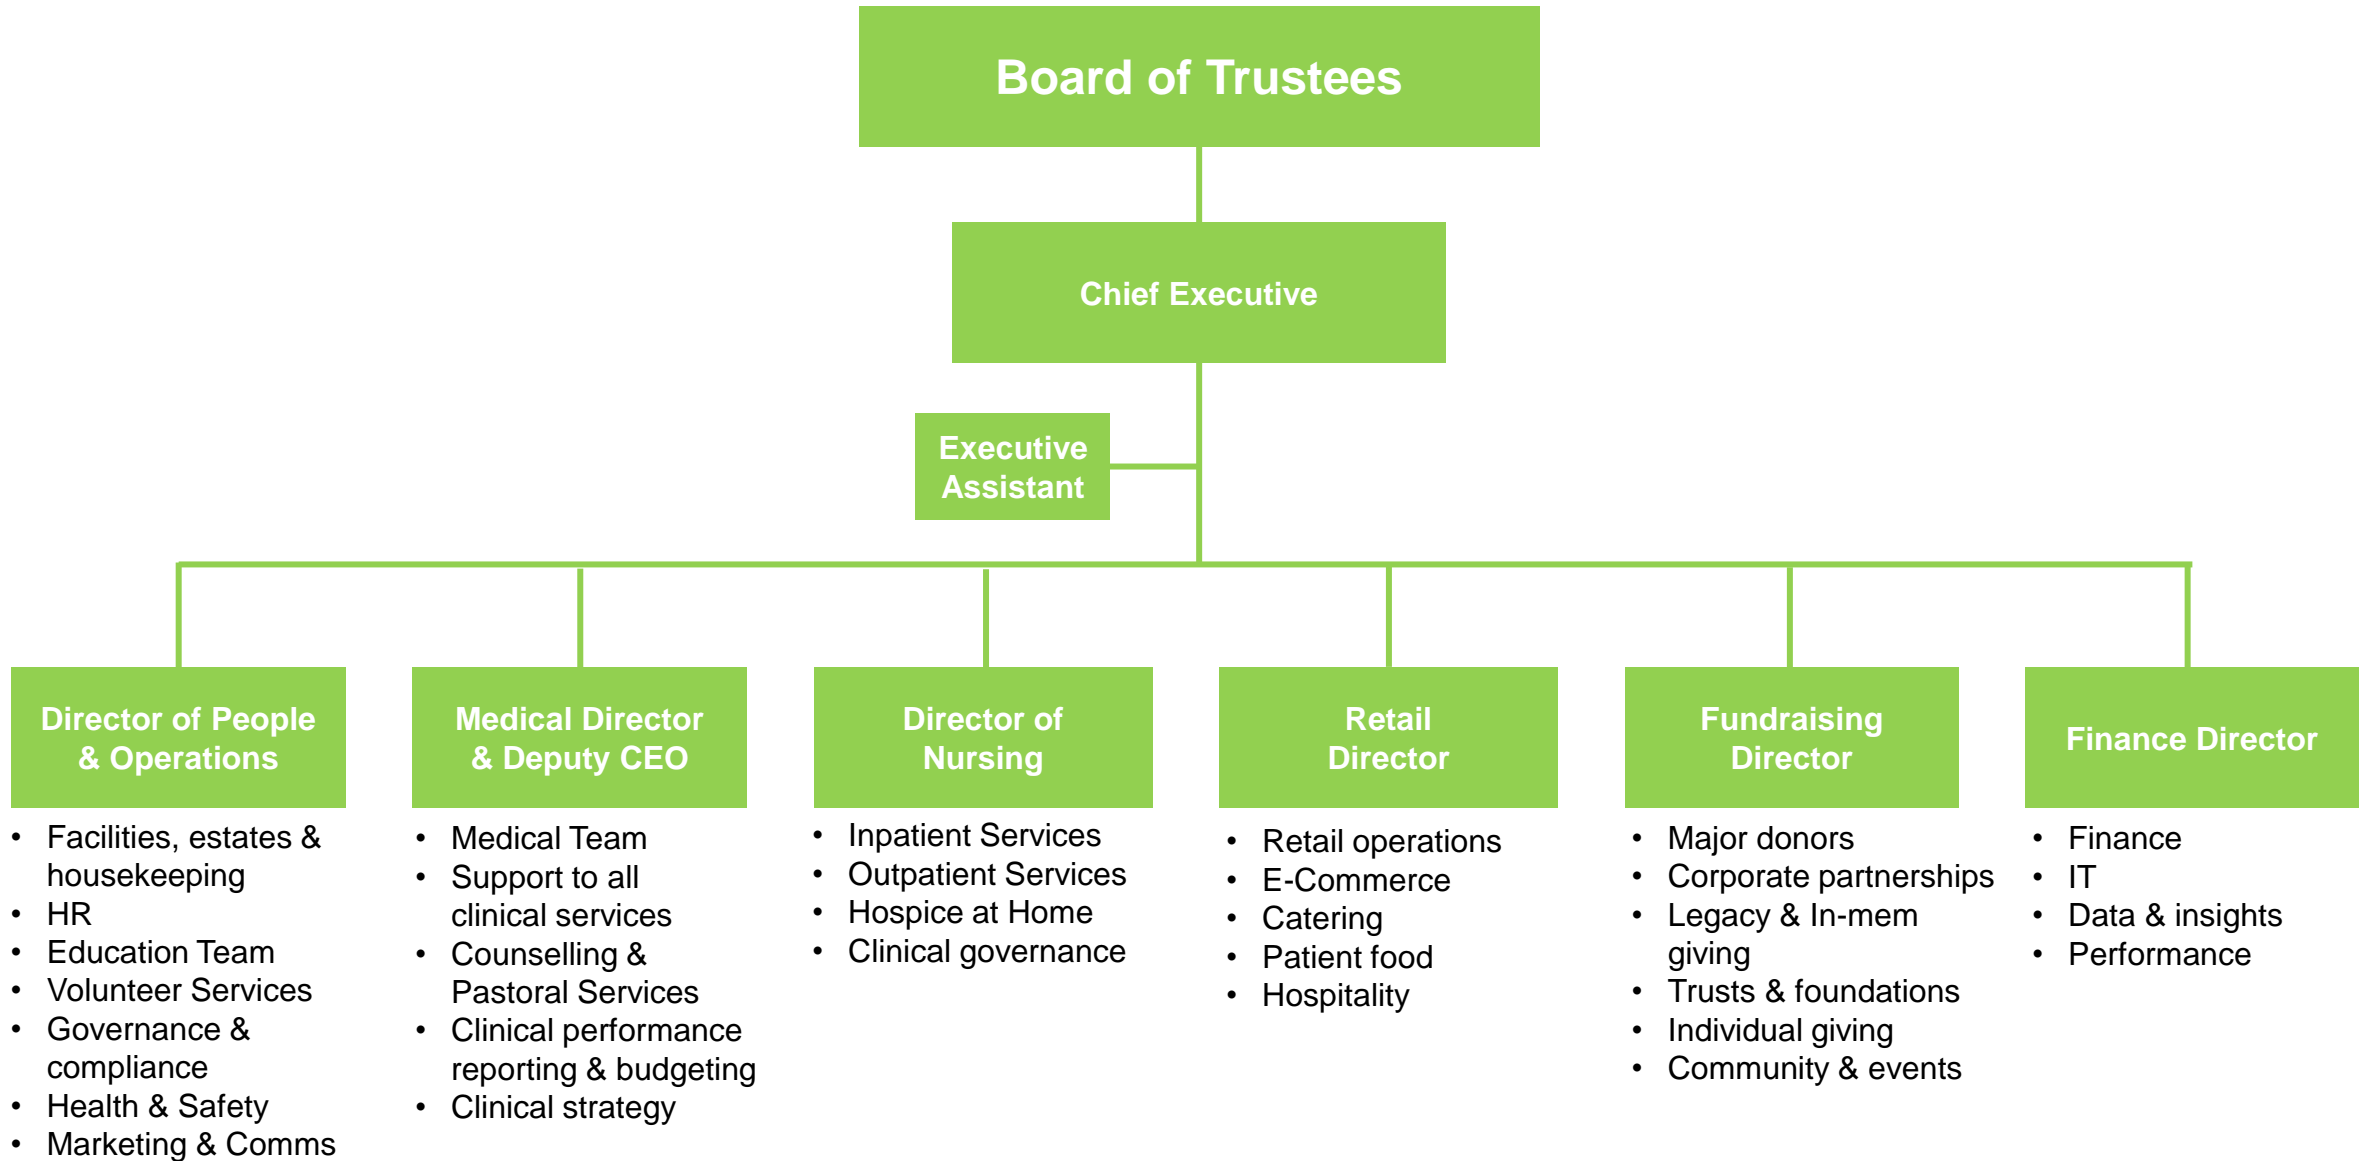 Board of Trustees
Chief Executive
Executive
Assistant
Director of People
& Operations
• Facilities, estates &
housekeeping
• HR
• Education Team
• Volunteer Services
• Governance &
compliance
• Health & Safety
• Marketing & Comms
Medical Director
& Deputy CEO
• Medical Team
• Support to all
clinical services
• Counselling &
Pastoral Services
• Clinical performance
reporting & budgeting
• Clinical strategy
Director of
Nursing
• Inpatient Services
• Outpatient Services
• Hospice at Home
• Clinical governance
Retail
Director
• Retail operations
• E-Commerce
• Catering
• Patient food
• Hospitality
Fundraising
Director
• Major donors
• Corporate partnerships
• Legacy & In-mem
giving
• Trusts & foundations
• Individual giving
• Community & events
Finance Director
• Finance
• IT
• Data & insights
• Performance